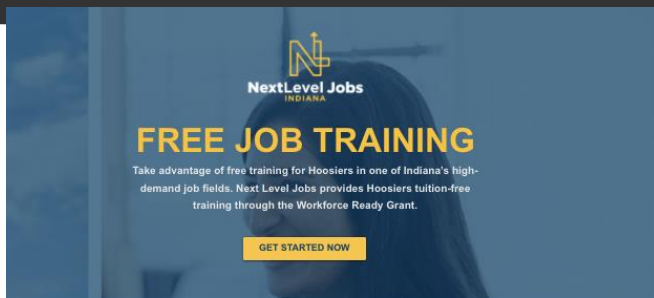 NextLevel Jobs
INDIANA
FREE JOB TRAINING
Take advantage of free training for Hoosiers in one of Indiana's high-
demand job fields. Next Level Jobs provides Hoosiers tuition-free
training through the Workforce Ready Grant.
GET STARTED NOW